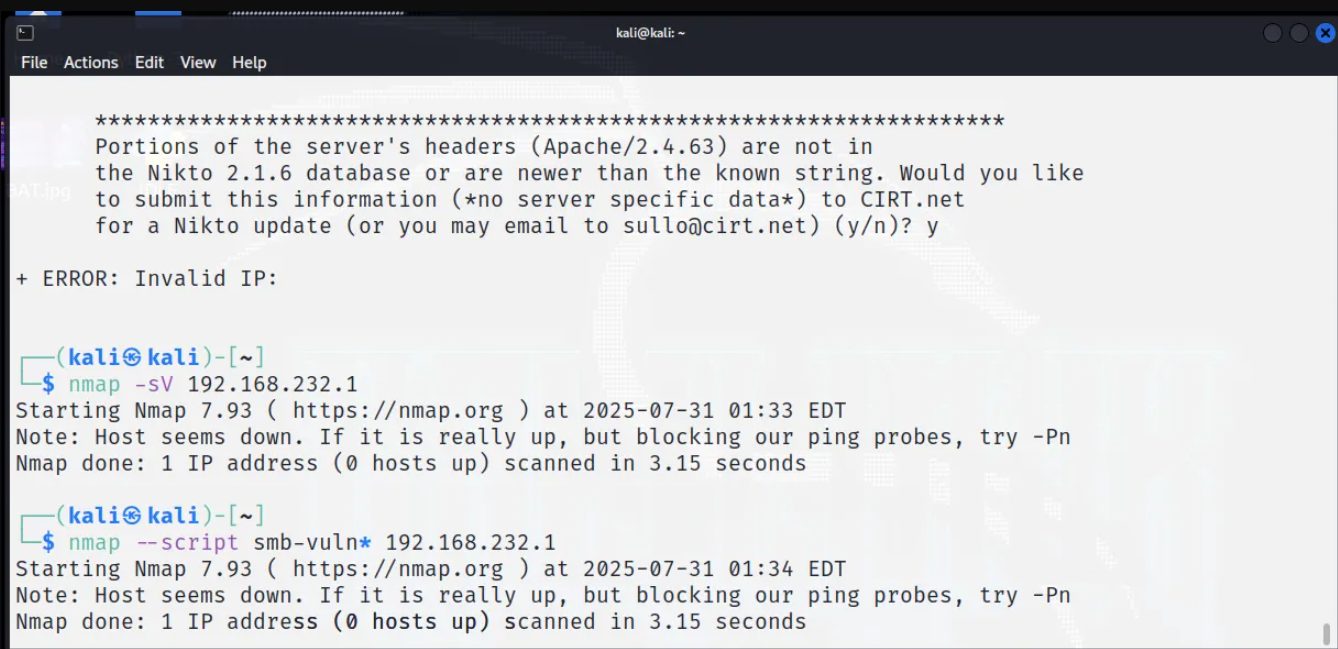 kali@kali: ~
File Actions Edit View Help
**********************************************************************
Portions of the server's headers (Apache/2.4.63) are not in
the Nikto 2.1.6 database or are newer than the known string. Would you like
to submit this information (*no server specific data*) to CIRT.net
for a Nikto update (or you may email to sullo@cirt.net) (y/n)? y
+ ERROR: Invalid IP:
┌──(kali㉿kali)-[~]
└─$ nmap -sV 192.168.232.1
Starting Nmap 7.93 ( https://nmap.org ) at 2025-07-31 01:33 EDT
Note: Host seems down. If it is really up, but blocking our ping probes, try -Pn
Nmap done: 1 IP address (0 hosts up) scanned in 3.15 seconds
┌──(kali㉿kali)-[~]
└─$ nmap --script smb-vuln* 192.168.232.1
Starting Nmap 7.93 ( https://nmap.org ) at 2025-07-31 01:34 EDT
Note: Host seems down. If it is really up, but blocking our ping probes, try -Pn
Nmap done: 1 IP address (0 hosts up) scanned in 3.15 seconds